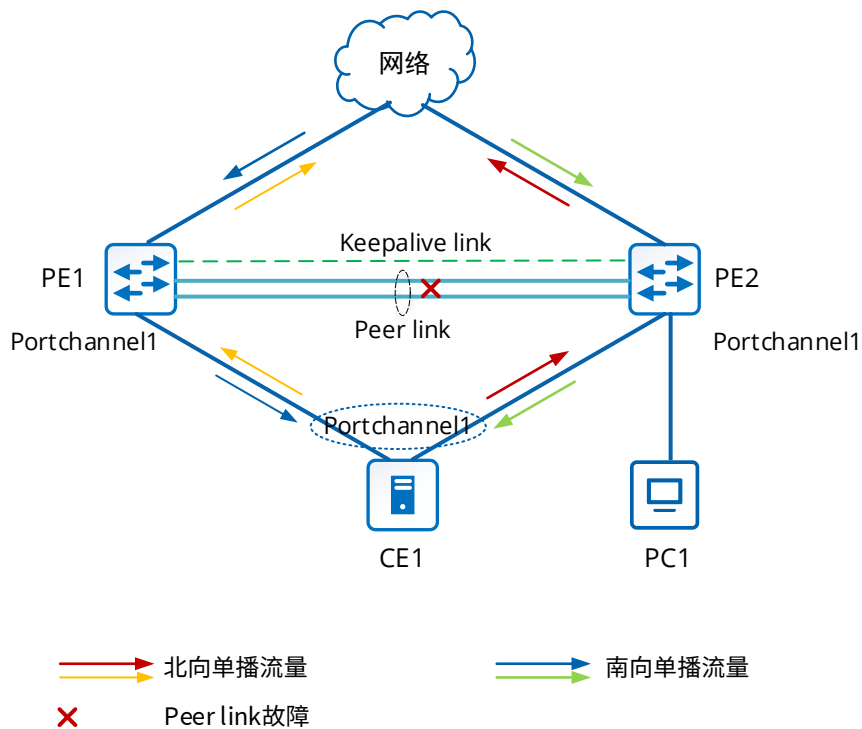 网络
Keepalive link
PE1
PE2
Peer link
Portchannel1
Portchannel1
Portchannel1
CE1
PC1
北向单播流量
南向单播流量
Peer link故障